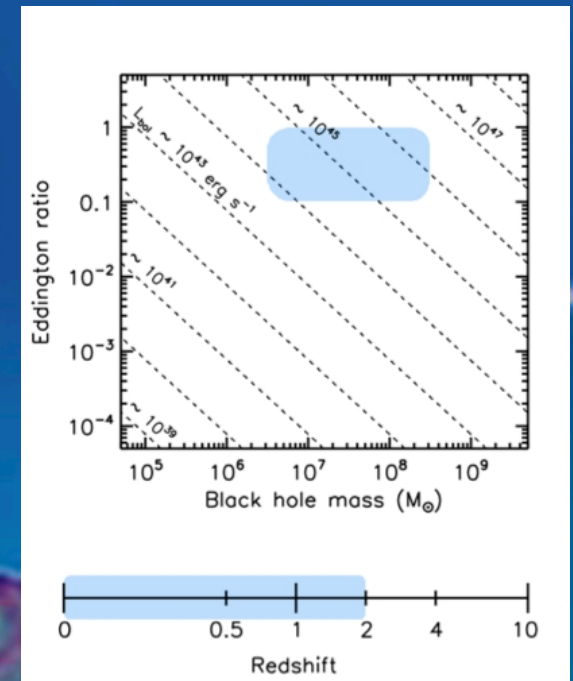 L_bol ~ 10⁴³ erg s⁻¹
~ 10⁴⁵
~ 10⁴⁷
~ 10⁴¹
~ 10³⁹
Eddington ratio
1
0.1
10⁻²
10⁻³
10⁻⁴
10⁵ 10⁶ 10⁷ 10⁸ 10⁹
Black hole mass (M☉)
0 0.5 1 2 4 10
Redshift